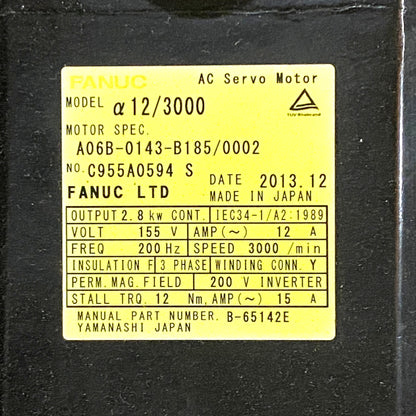 FANUC AC Servo Motor
MODEL α12/3000
TÜV Rheinland
MOTOR SPEC.
A06B-0143-B185/0002
NO. C955A0594 S
DATE 2013.12
FANUC LTD MADE IN JAPAN
OUTPUT 2.8 kw CONT. IEC34-1/A2:1989
VOLT 155 V AMP(~) 12 A
FREQ 200 Hz SPEED 3000 /min
INSULATION F 3 PHASE WINDING CONN. Y
PERM. MAG. FIELD 200 V INVERTER
STALL TRQ. 12 Nm, AMP(~) 15 A
MANUAL PART NUMBER. B-65142E
YAMANASHI JAPAN